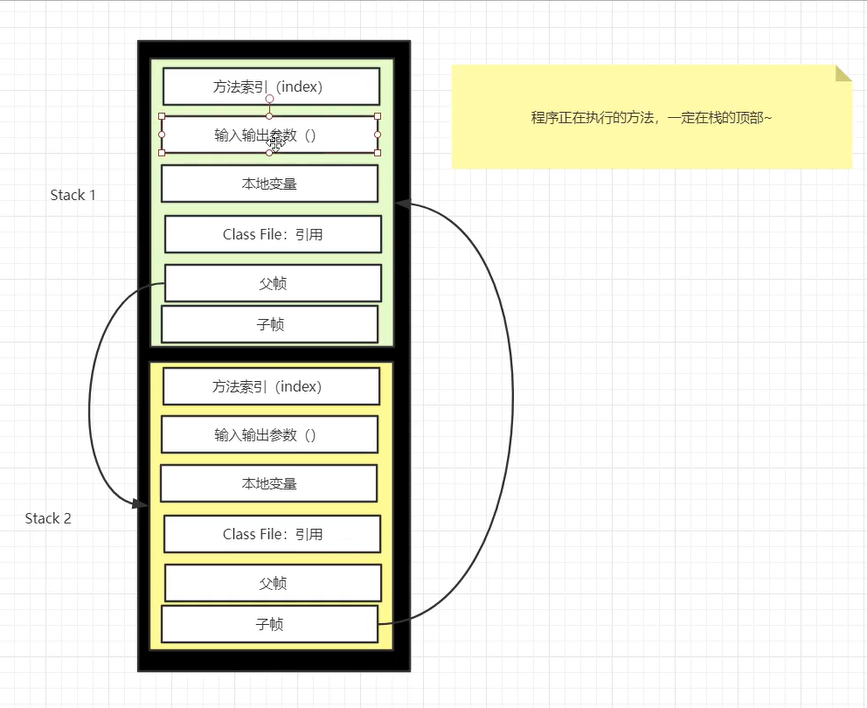 方法索引（index）
输入输出参数（）
程序正在执行的方法，一定在栈的顶部~
Stack 1
本地变量
Class File：引用
父帧
子帧
方法索引（index）
输入输出参数（）
本地变量
Stack 2
Class File：引用
父帧
子帧